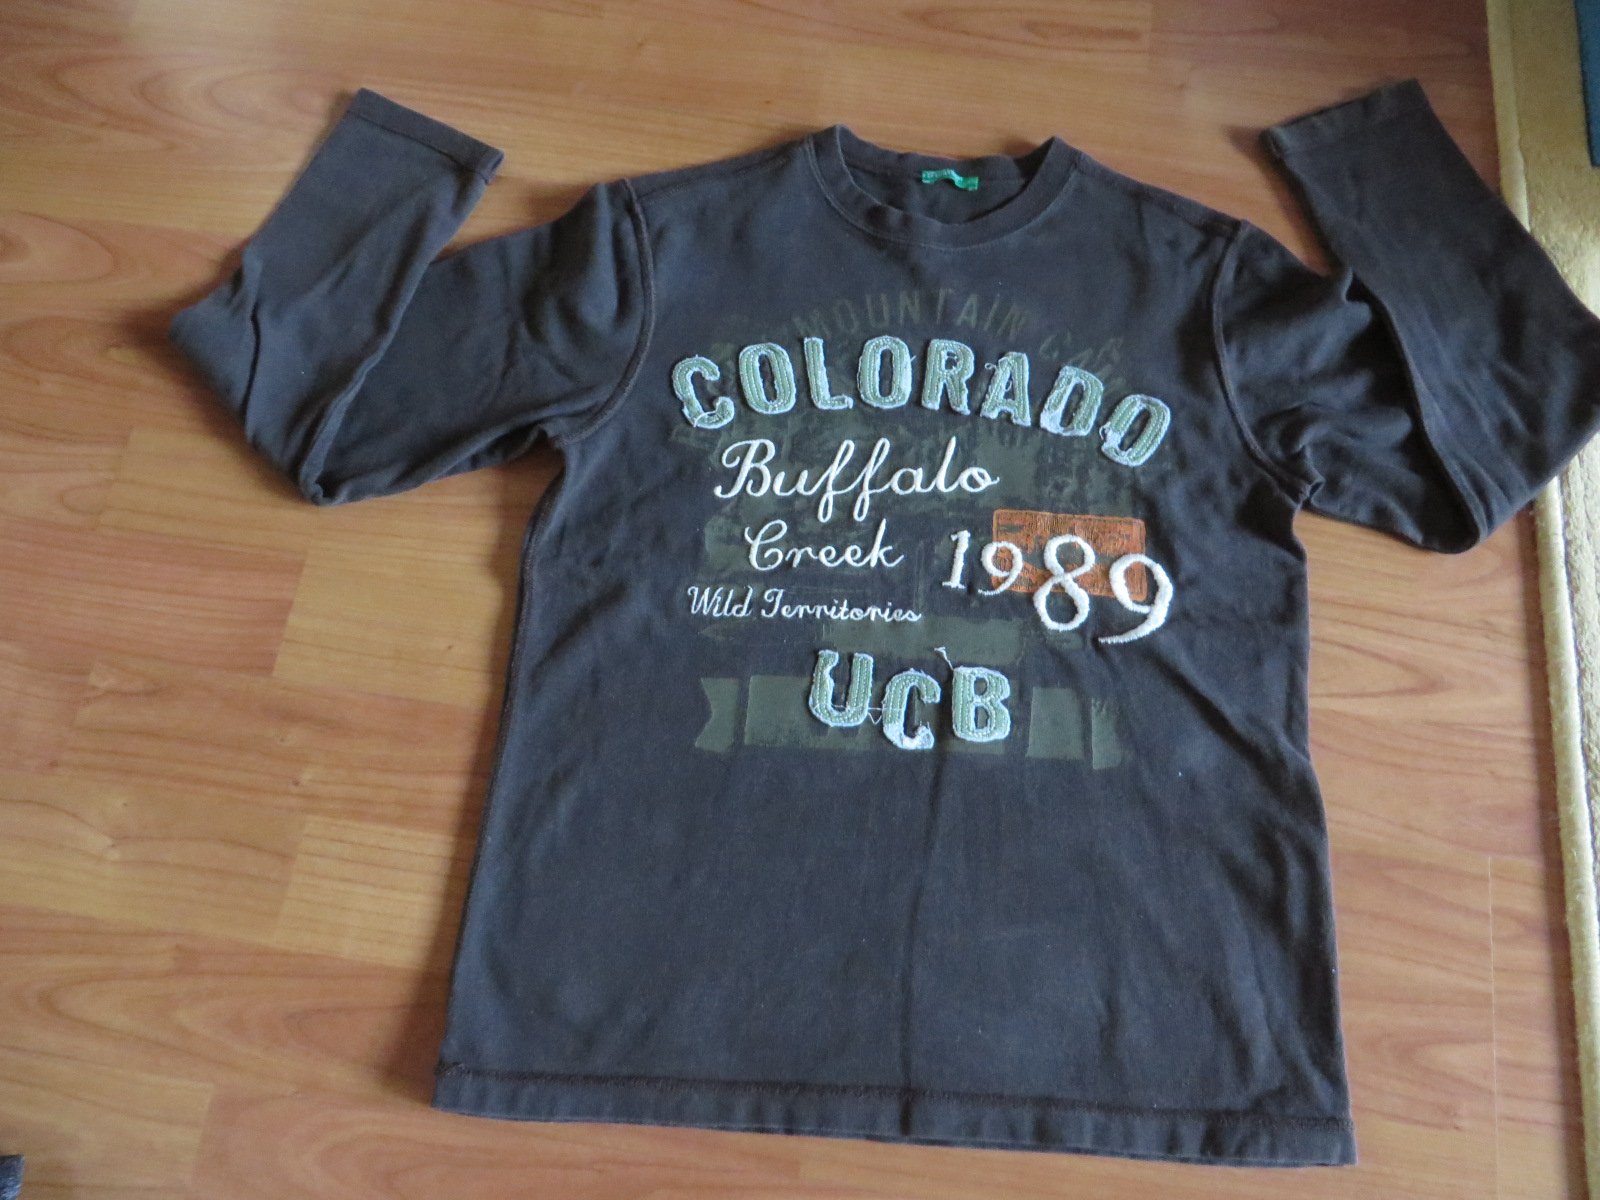 MOUNTAiN
COLORADO
Buffalo
Creek 1989
Wild Territories
UCB